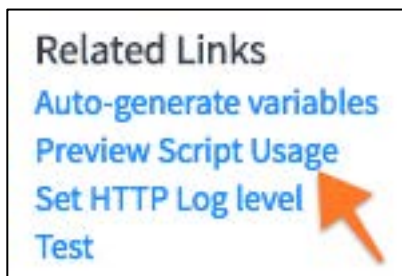 Related Links
Auto-generate variables
Preview Script Usage
Set HTTP Log level
Test